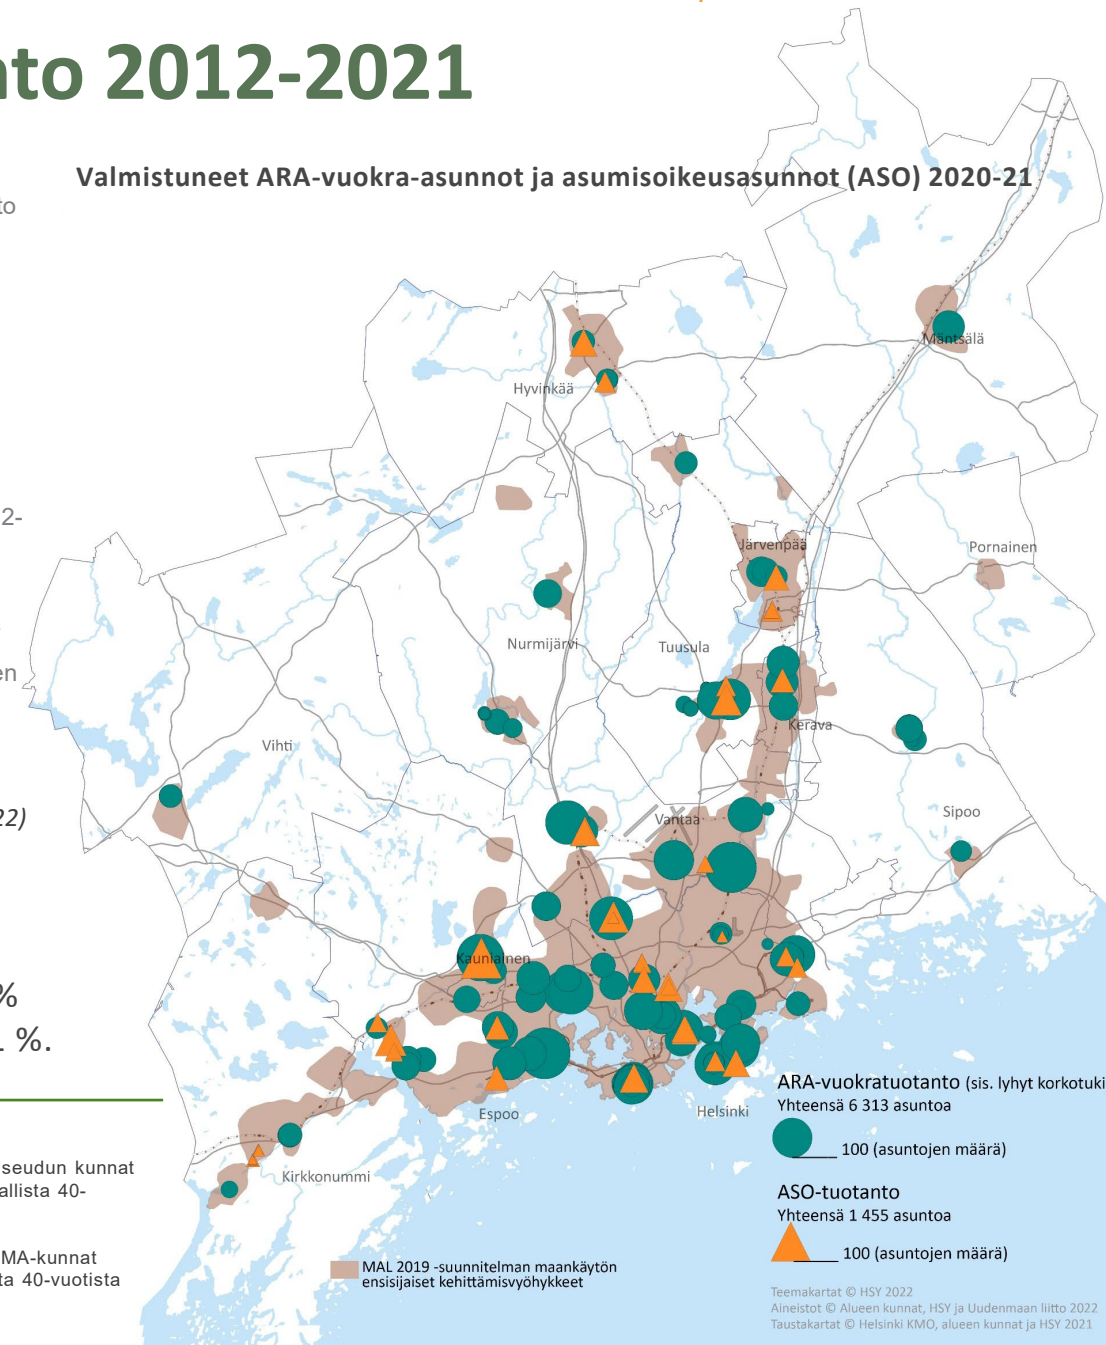 nto 2012-2021
Valmistuneet ARA-vuokra-asunnot ja asumisoikeusasunnot (ASO) 2020-21
to
2-
en
22)
%
%.
seudun kunnat
allista 40-
MA-kunnat
ta 40-vuotista
Mäntsälä
Hyvinkää
Järvenpää
Pornainen
Nurmijärvi
Tuusula
Kerava
Vihti
Sipoo
Vantaa
Kauniainen
Espoo
Helsinki
Kirkkonummi
ARA-vuokratuotanto (sis. lyhyt korkotuki
Yhteensä 6 313 asuntoa
100 (asuntojen määrä)
ASO-tuotanto
Yhteensä 1 455 asuntoa
100 (asuntojen määrä)
MAL 2019 -suunnitelman maankäytön
ensisijaiset kehittämisvyöhykkeet
Teemakartat © HSY 2022
Aineistot © Alueen kunnat, HSY ja Uudenmaan liitto 2022
Taustakartat © Helsinki KMO, alueen kunnat ja HSY 2021